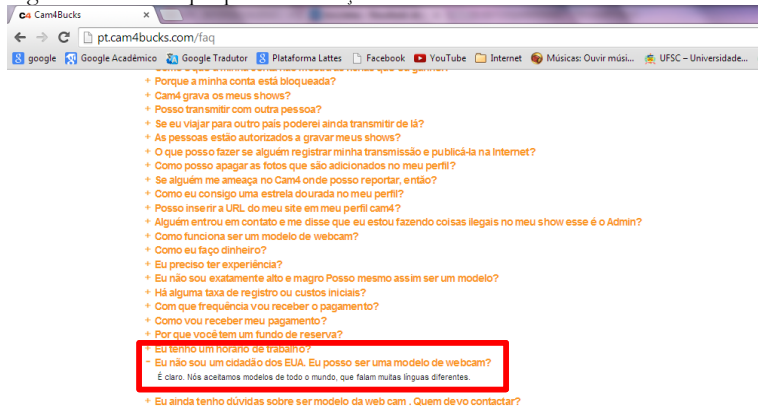 C4 Cam4Bucks ×
pt.cam4bucks.com/faq
google Google Acadêmico Google Tradutor Plataforma Lattes Facebook YouTube Internet Músicas: Ouvir músi... UFSC – Universidade...
+ Porque a minha conta está bloqueada?
+ Cam4 grava os meus shows?
+ Posso transmitir com outra pessoa?
+ Se eu viajar para outro país poderei ainda transmitir de lá?
+ As pessoas estão autorizados a gravar meus shows?
+ O que posso fazer se alguém registrar minha transmissão e publicá-la na Internet?
+ Como posso apagar as fotos que são adicionados no meu perfil?
+ Se alguém me ameaça no Cam4 onde posso reportar, então?
+ Como eu consigo uma estrela dourada no meu perfil?
+ Posso inserir a URL do meu site em meu perfil cam4?
+ Alguém entrou em contato e me disse que eu estou fazendo coisas ilegais no meu show esse é o Admin?
+ Como funciona ser um modelo de webcam?
+ Como eu faço dinheiro?
+ Eu preciso ter experiência?
+ Eu não sou exatamente alto e magro Posso mesmo assim ser um modelo?
+ Há alguma taxa de registro ou custos iniciais?
+ Com que frequência vou receber o pagamento?
+ Como vou receber meu pagamento?
+ Por que você tem um fundo de reserva?
+ Eu tenho um horário de trabalho?
− Eu não sou um cidadão dos EUA. Eu posso ser uma modelo de webcam?
É claro. Nós aceitamos modelos de todo o mundo, que falam muitas línguas diferentes.
+ Eu ainda tenho dúvidas sobre ser modelo da web cam . Quem devo contactar?